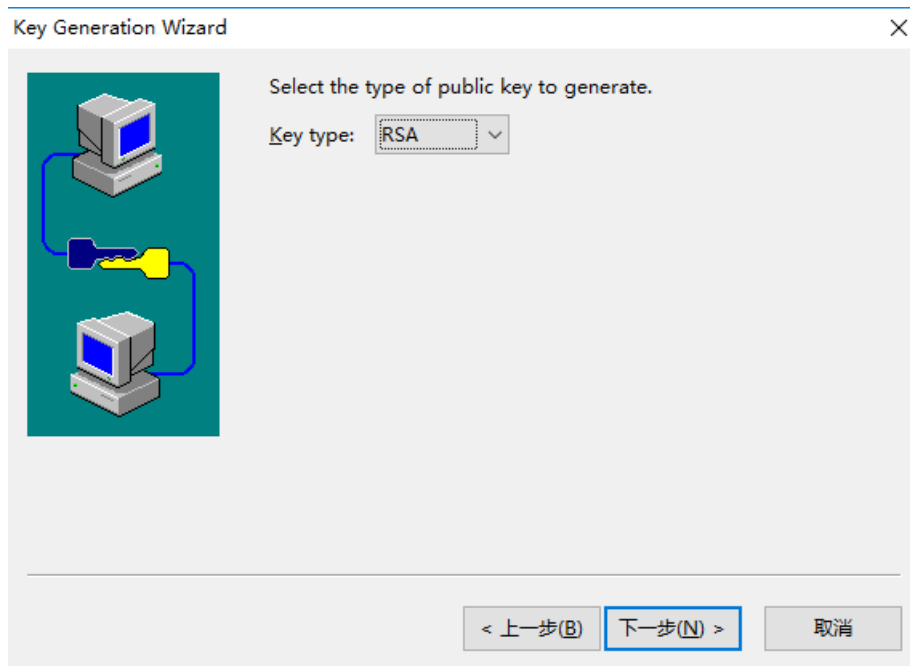 Key Generation Wizard
Select the type of public key to generate.
Key type: RSA
< 上一步(B) 下一步(N) > 取消